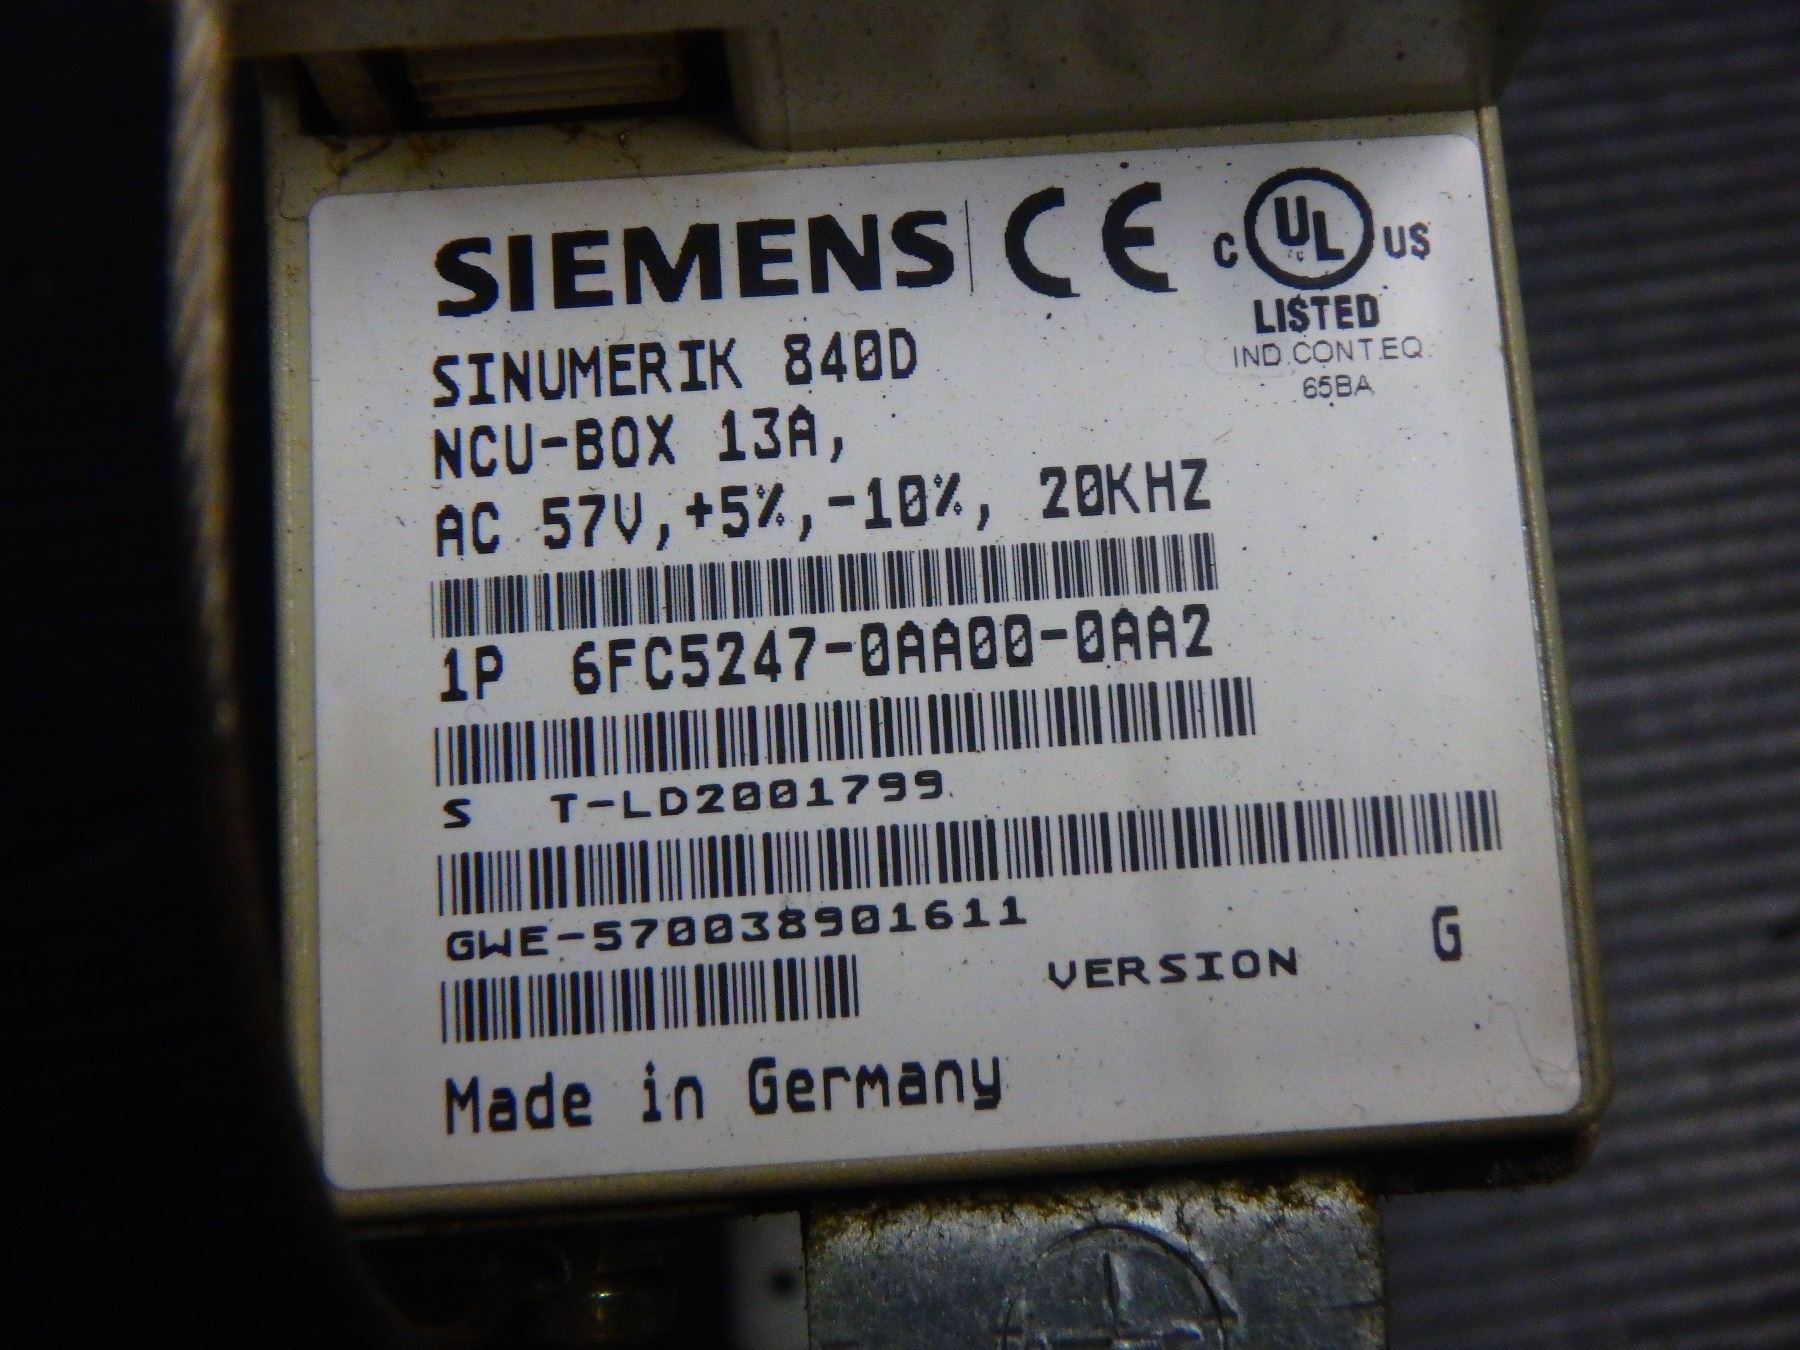 SIEMENS CE C UL US
LISTED
IND.CONT.EQ.
65BA
SINUMERIK 840D
NCU-BOX 13A,
AC 57V,+5%,-10%, 20KHZ
1P 6FC5247-0AA00-0AA2
S T-LD2001799
GWE-570038901611
VERSION G
Made in Germany